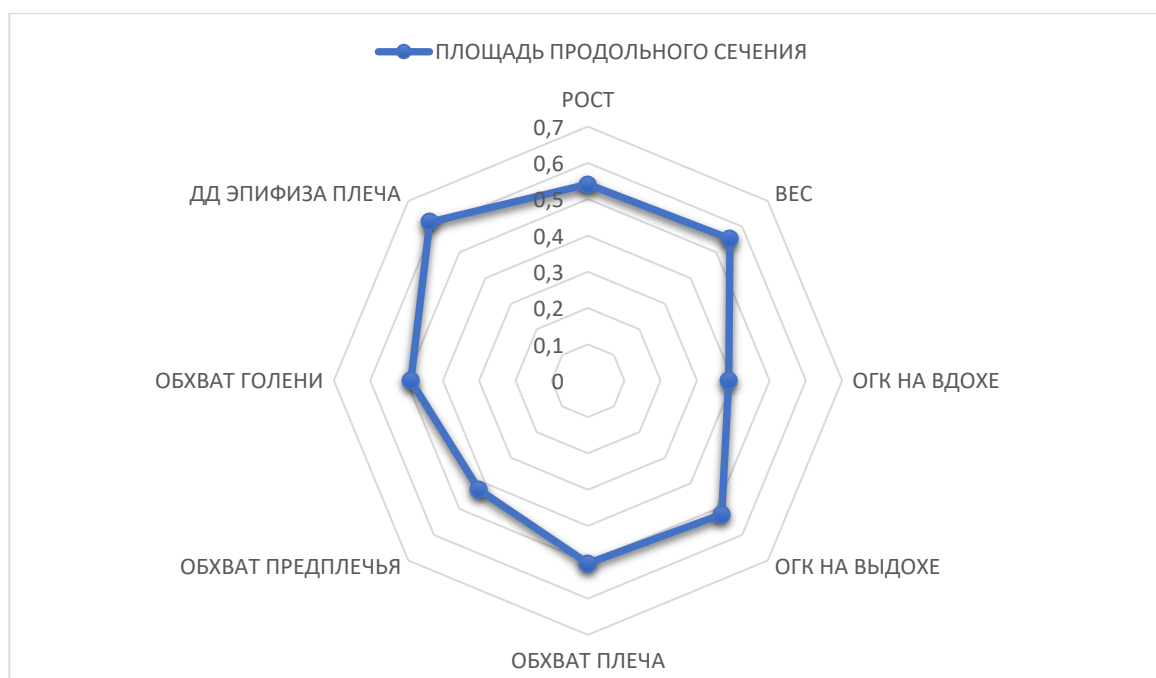 ПЛОЩАДЬ ПРОДОЛЬНОГО СЕЧЕНИЯ
РОСТ
0,7
0,6
ДД ЭПИФИЗА ПЛЕЧА
ВЕС
0,5
0,4
0,3
0,2
0,1
ОБХВАТ ГОЛЕНИ
0
ОГК НА ВДОХЕ
ОБХВАТ ПРЕДПЛЕЧЬЯ
ОГК НА ВЫДОХЕ
ОБХВАТ ПЛЕЧА